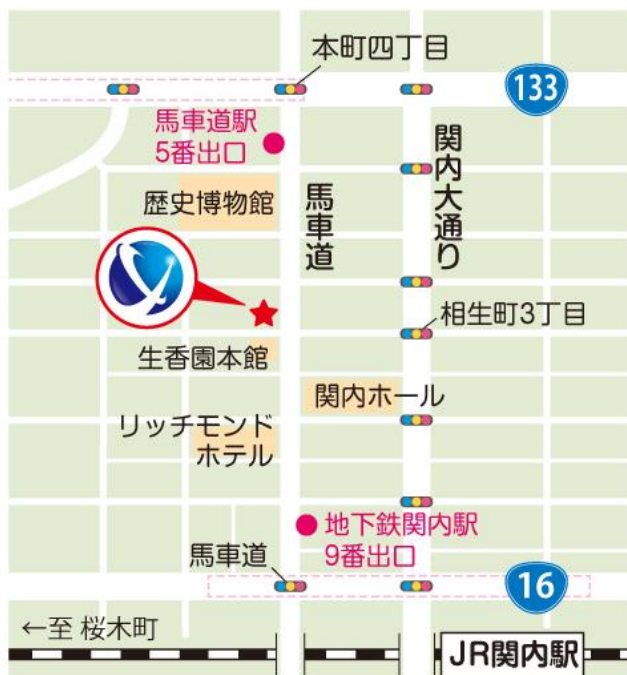 本町四丁目
133
馬車道駅
5番出口
歴史博物館
馬車道
関内大通り
相生町3丁目
生香園本館
関内ホール
リッチモンド
ホテル
地下鉄関内駅
9番出口
馬車道
16
←至 桜木町
JR関内駅